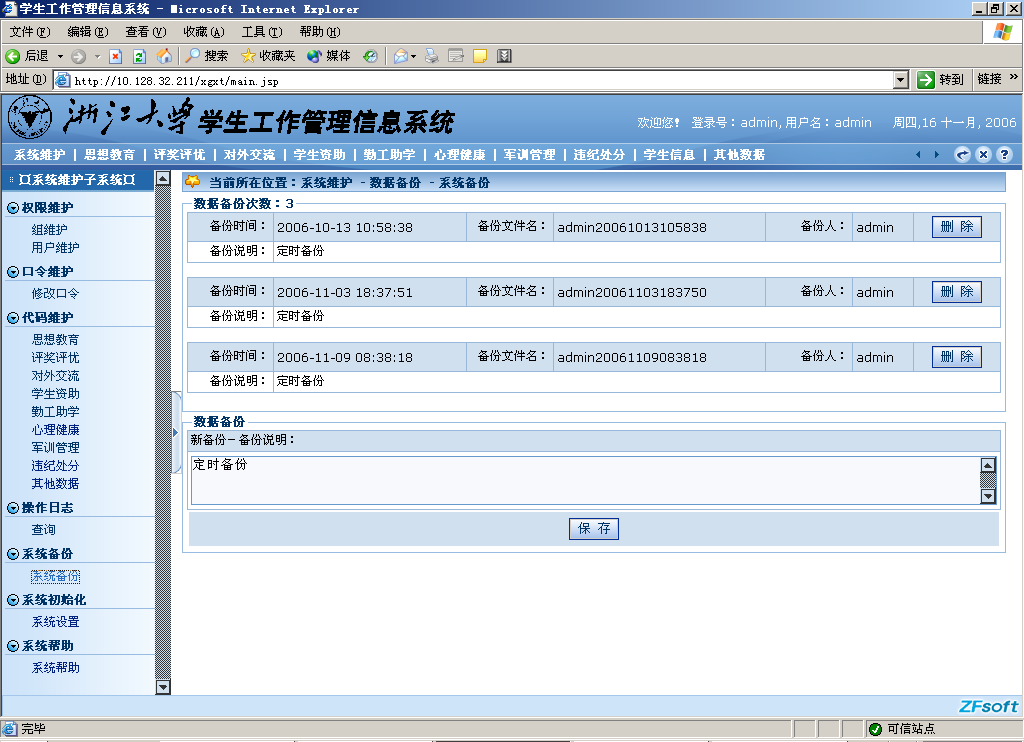 学生工作管理信息系统 - Microsoft Internet Explorer
文件(F) 编辑(E) 查看(V) 收藏(A) 工具(T) 帮助(H)
后退 搜索 收藏夹 媒体
地址(D) http://10.128.32.211/xgxt/main.jsp 转到 链接 »
浙江大学 学生工作管理信息系统
欢迎您! 登录号:admin,用户名:admin 周四,16 十一月, 2006
系统维护 | 思想教育 | 评奖评优 | 对外交流 | 学生资助 | 勤工助学 | 心理健康 | 军训管理 | 违纪处分 | 学生信息 | 其他数据
系统维护子系统
权限维护
组维护
用户维护
口令维护
修改口令
代码维护
思想教育
评奖评优
对外交流
学生资助
勤工助学
心理健康
军训管理
违纪处分
其他数据
操作日志
查询
系统备份
系统备份
系统初始化
系统设置
系统帮助
系统帮助
当前所在位置:系统维护 - 数据备份 - 系统备份
数据备份次数:3
备份时间: 2006-10-13 10:58:38 备份文件名: admin20061013105838 备份人: admin 删 除
备份说明: 定时备份
备份时间: 2006-11-03 18:37:51 备份文件名: admin20061103183750 备份人: admin 删 除
备份说明: 定时备份
备份时间: 2006-11-09 08:38:18 备份文件名: admin20061109083818 备份人: admin 删 除
备份说明: 定时备份
数据备份
新备份-备份说明:
定时备份
保 存
ZFsoft
完毕 可信站点